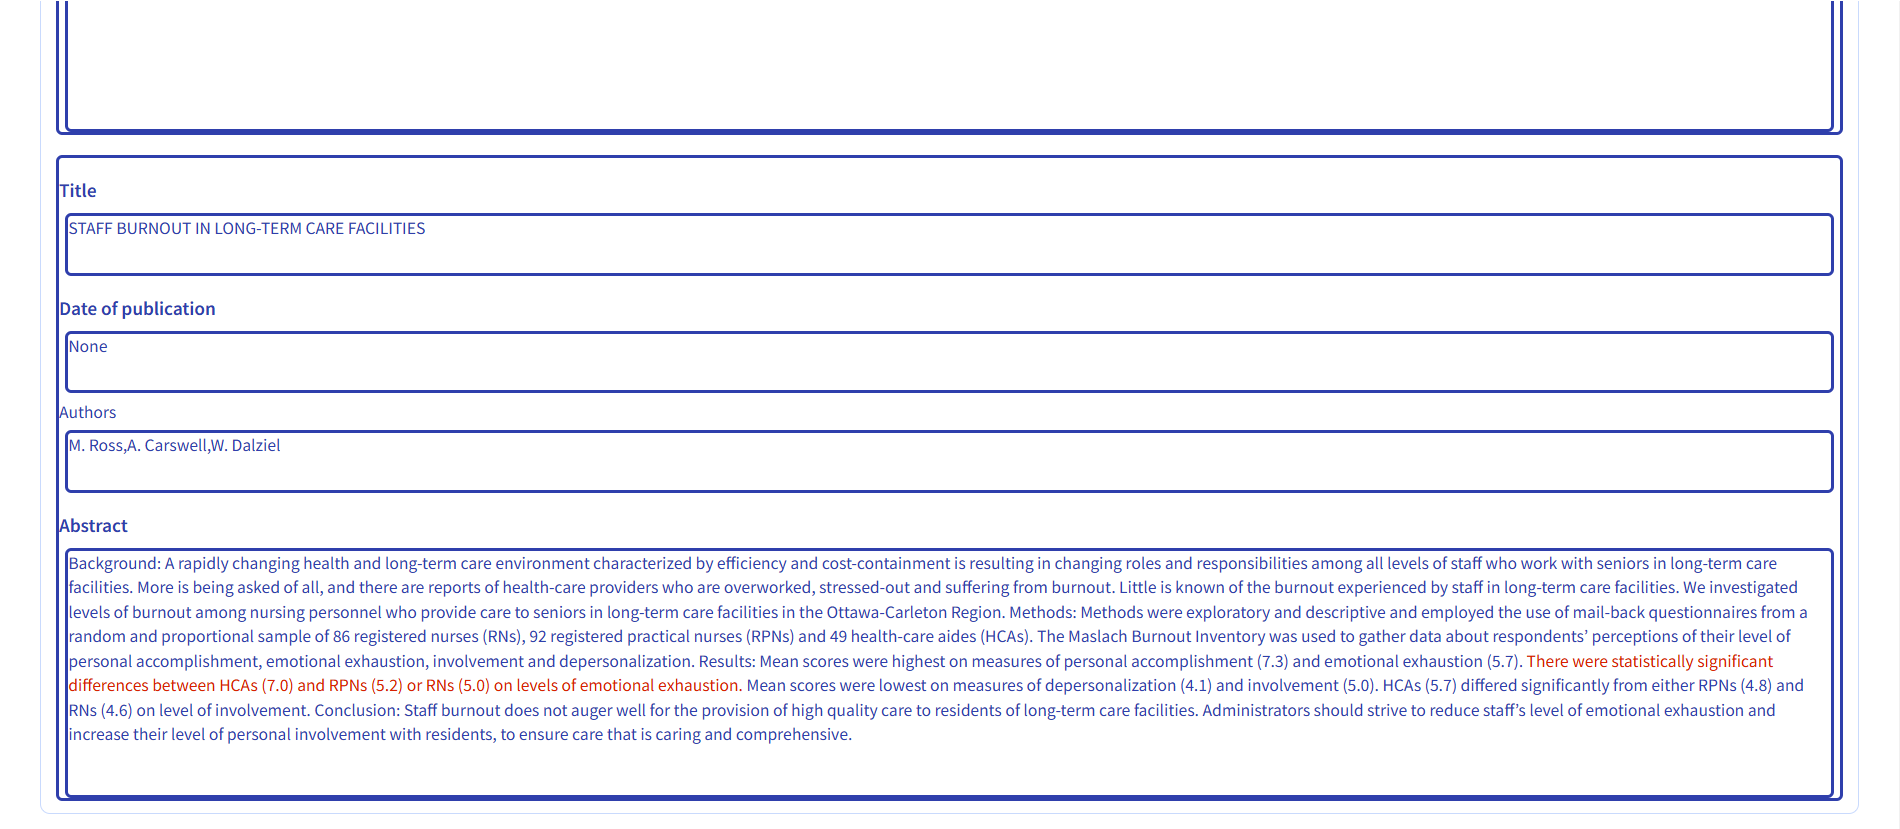 Title
STAFF BURNOUT IN LONG-TERM CARE FACILITIES
Date of publication
None
Authors
M. Ross,A. Carswell,W. Dalziel
Abstract
Background: A rapidly changing health and long-term care environment characterized by efficiency and cost-containment is resulting in changing roles and responsibilities among all levels of staff who work with seniors in long-term care
facilities. More is being asked of all, and there are reports of health-care providers who are overworked, stressed-out and suffering from burnout. Little is known of the burnout experienced by staff in long-term care facilities. We investigated
levels of burnout among nursing personnel who provide care to seniors in long-term care facilities in the Ottawa-Carleton Region. Methods: Methods were exploratory and descriptive and employed the use of mail-back questionnaires from a
random and proportional sample of 86 registered nurses (RNs), 92 registered practical nurses (RPNs) and 49 health-care aides (HCAs). The Maslach Burnout Inventory was used to gather data about respondents’ perceptions of their level of
personal accomplishment, emotional exhaustion, involvement and depersonalization. Results: Mean scores were highest on measures of personal accomplishment (7.3) and emotional exhaustion (5.7). There were statistically significant
differences between HCAs (7.0) and RPNs (5.2) or RNs (5.0) on levels of emotional exhaustion. Mean scores were lowest on measures of depersonalization (4.1) and involvement (5.0). HCAs (5.7) differed significantly from either RPNs (4.8) and
RNs (4.6) on level of involvement. Conclusion: Staff burnout does not auger well for the provision of high quality care to residents of long-term care facilities. Administrators should strive to reduce staff’s level of emotional exhaustion and
increase their level of personal involvement with residents, to ensure care that is caring and comprehensive.